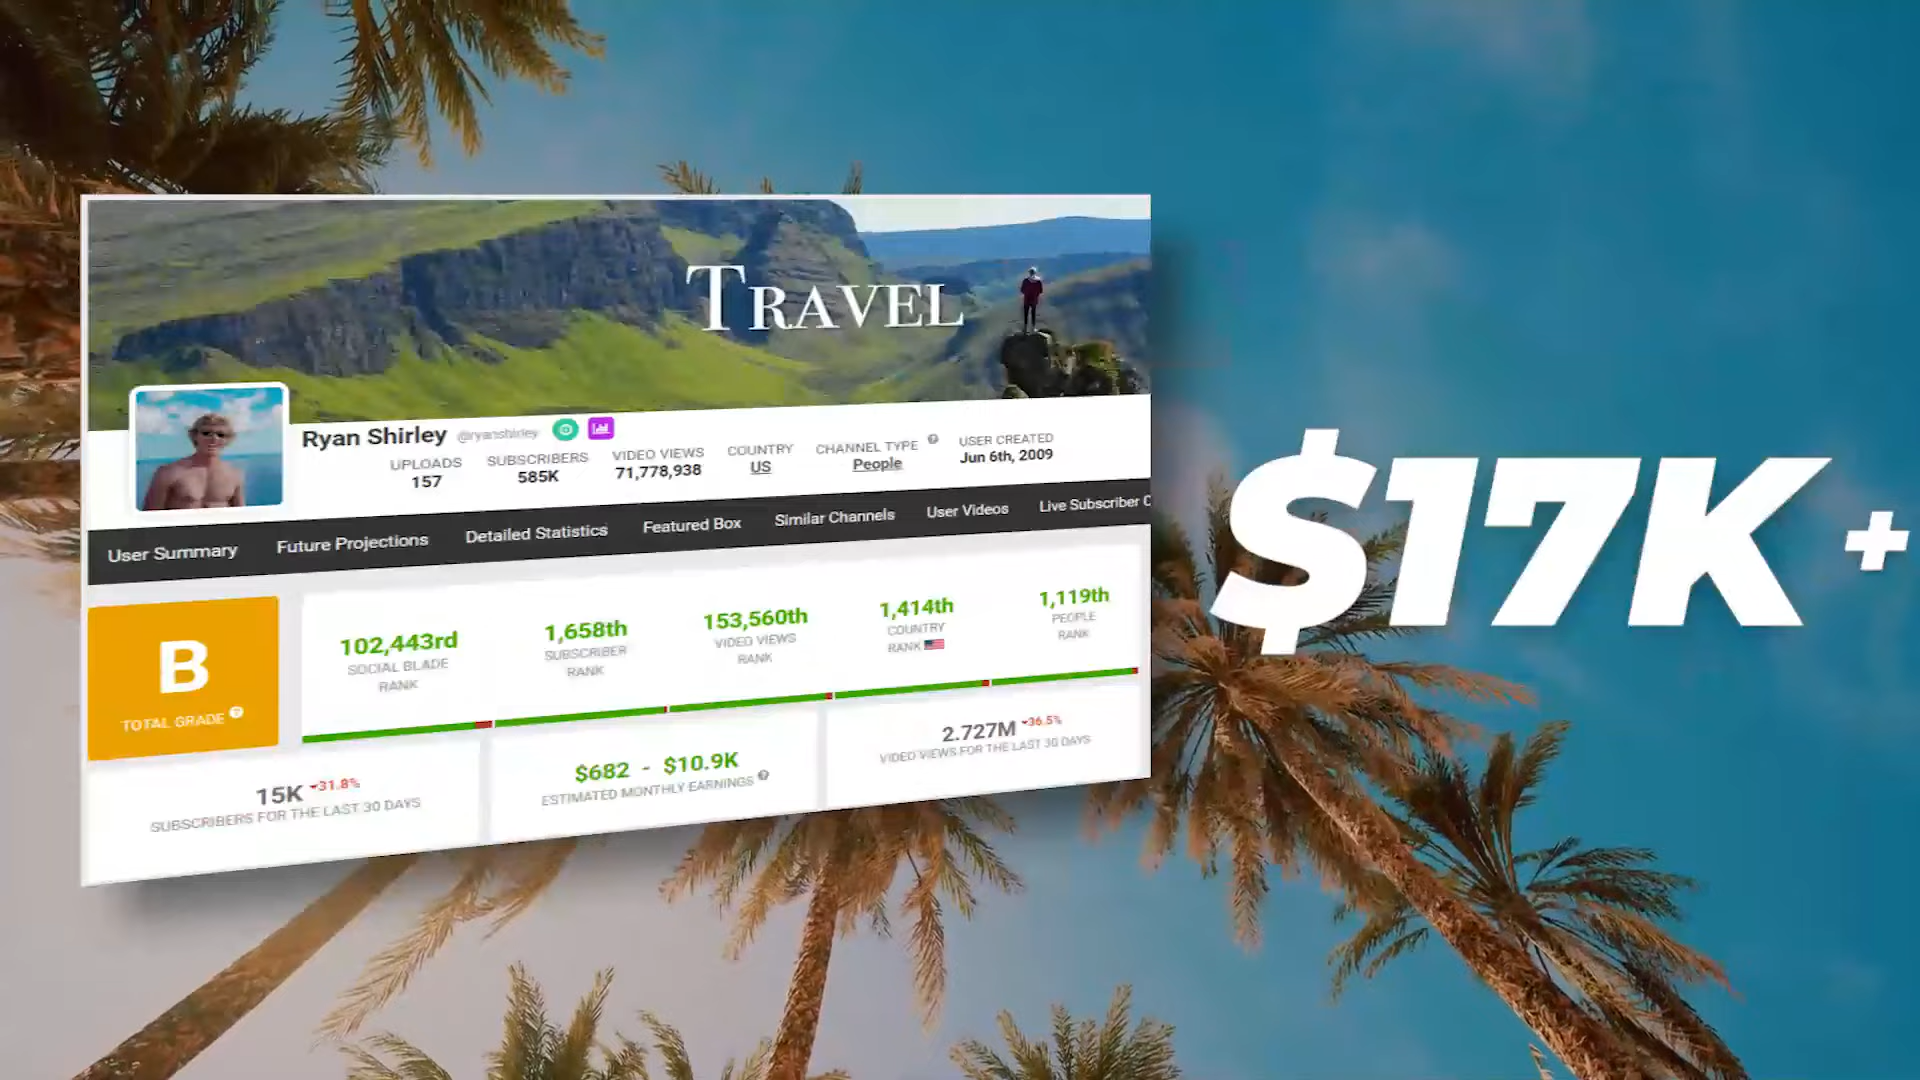 TRAVEL
Ryan Shirley @ryanshirley
UPLOADS
157
SUBSCRIBERS
585K
VIDEO VIEWS
71,778,938
COUNTRY
US
CHANNEL TYPE ?
People
USER CREATED
Jun 6th, 2009
User Summary Future Projections Detailed Statistics Featured Box Similar Channels User Videos Live Subscriber C
B
TOTAL GRADE ?
102,443rd
SOCIAL BLADE
RANK
1,658th
SUBSCRIBER
RANK
153,560th
VIDEO VIEWS
RANK
1,414th
COUNTRY
RANK
1,119th
PEOPLE
RANK
15K 31.8%
SUBSCRIBERS FOR THE LAST 30 DAYS
$682 - $10.9K
ESTIMATED MONTHLY EARNINGS ?
2.727M 36.5%
VIDEO VIEWS FOR THE LAST 30 DAYS
$17K +